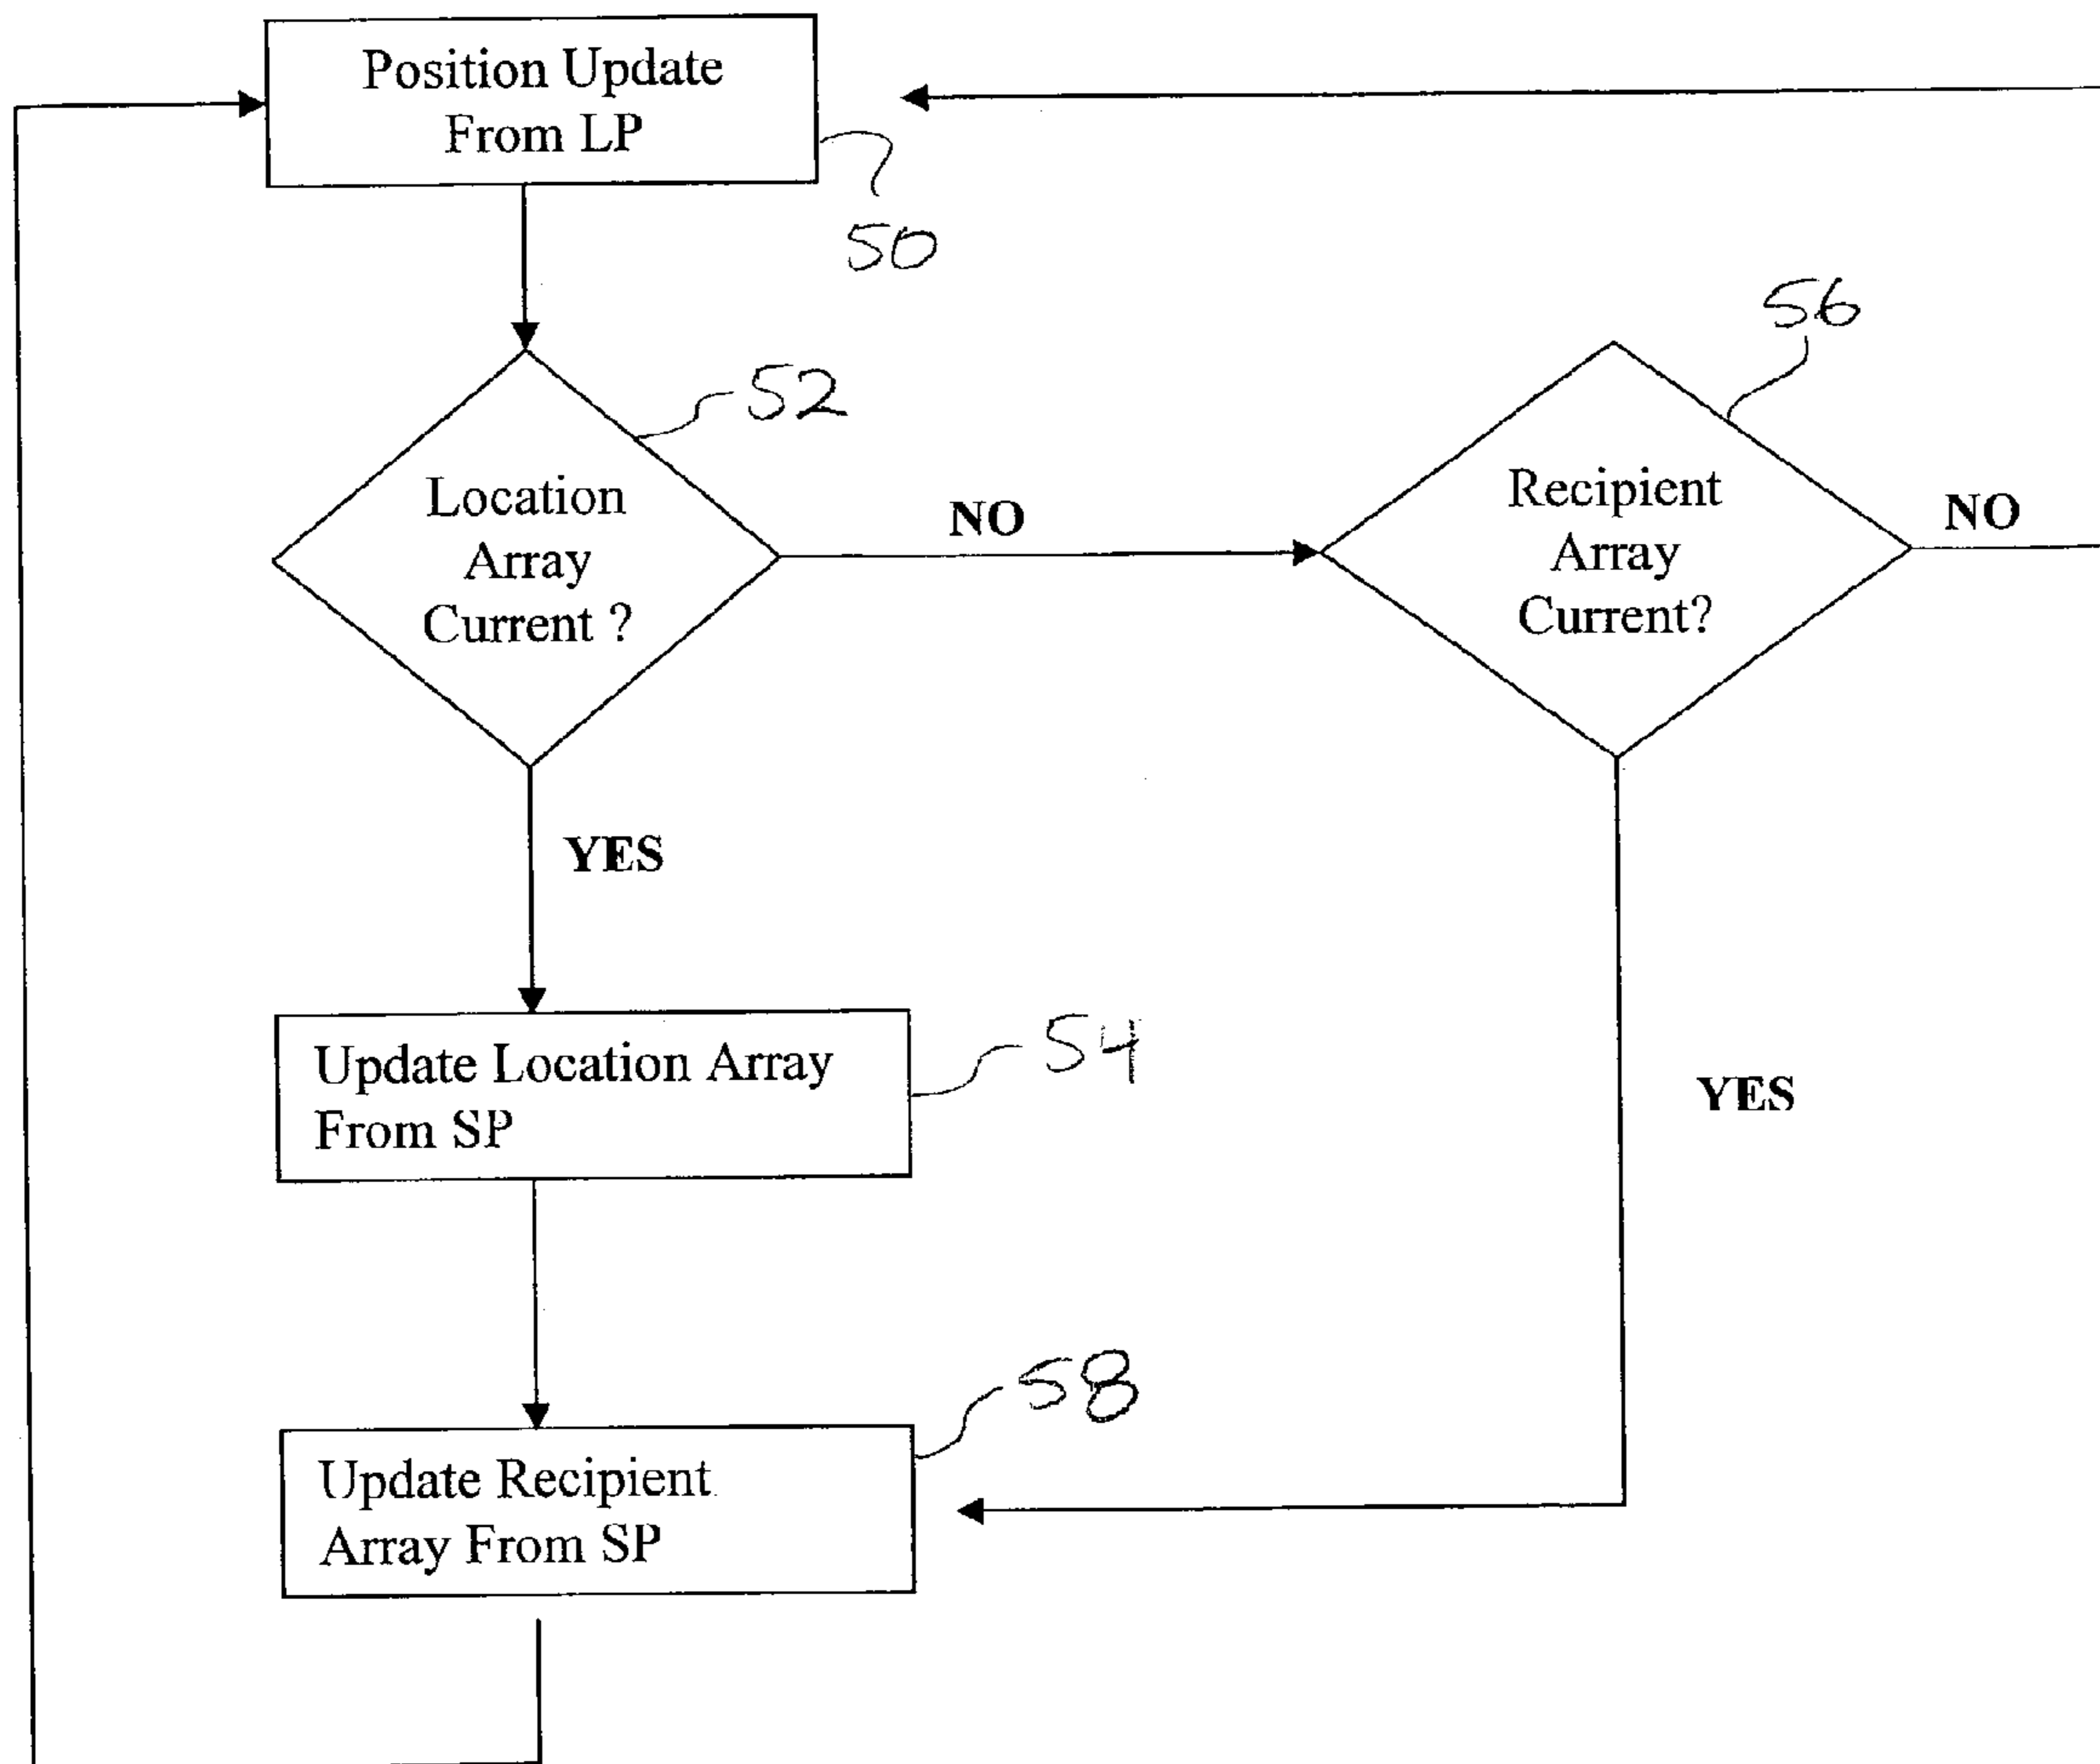 Position Update
From LP
50
52
56
Location
Array
Current ?
NO
Recipient
Array
Current?
NO
YES
Update Location Array
From SP
54
YES
58
Update Recipient
Array From SP